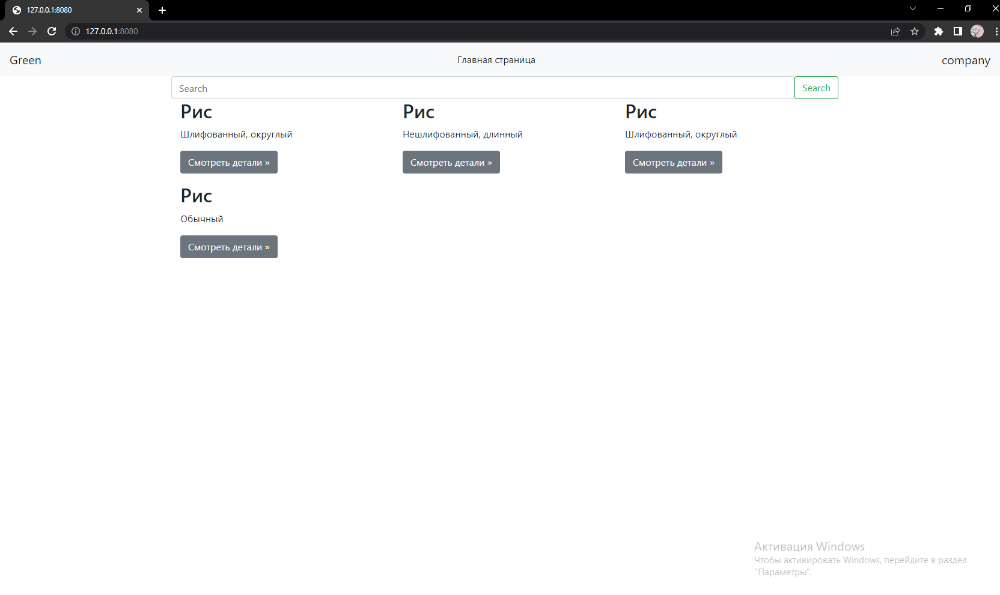 127.0.0.1:8080
127.0.0.1:8080
Green Главная страница company
Search Search
Рис Рис Рис
Шлифованный, округлый Нешлифованный, длинный Шлифованный, округлый
Смотреть детали » Смотреть детали » Смотреть детали »
Рис
Обычный
Смотреть детали »
Активация Windows
Чтобы активировать Windows, перейдите в раздел
"Параметры".